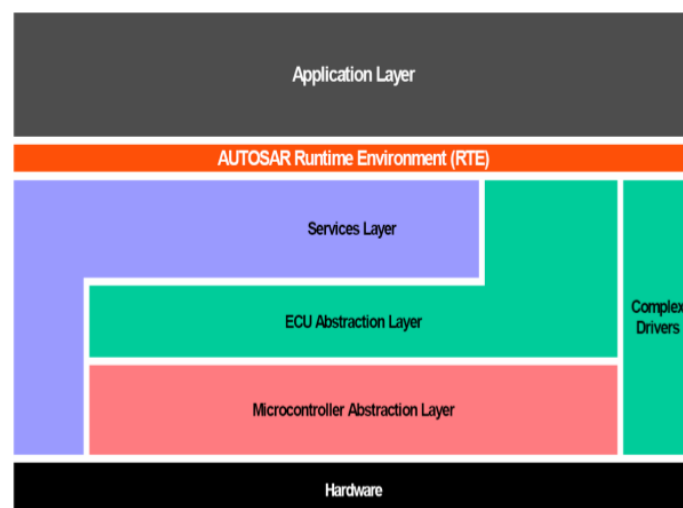 Application Layer
AUTOSAR Runtime Environment (RTE)
Services Layer
ECU Abstraction Layer
Complex
Drivers
Microcontroller Abstraction Layer
Hardware